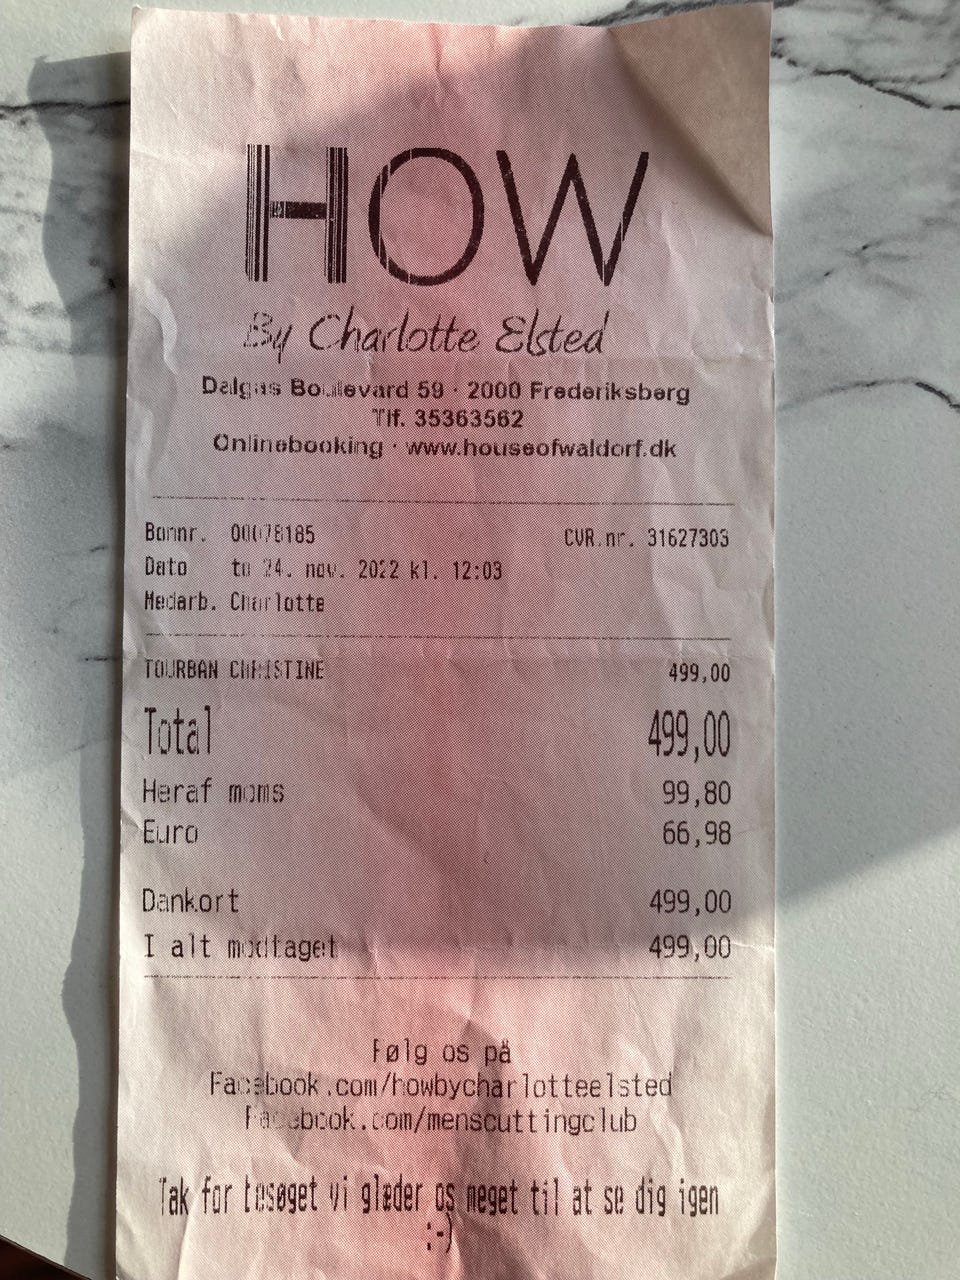 HOW
By Charlotte Elsted
Dalgas Boulevard 59 · 2000 Frederiksberg
Tlf. 35363562
Onlinebooking · www.houseofwaldorf.dk
Bonnr. 00078185 CVR.nr. 31627303
Dato to 24. nov. 2022 kl. 12:03
Medarb. Charlotte
TOURBAN CHRISTINE 499,00
Total 499,00
Heraf moms 99,80
Euro 66,98
Dankort 499,00
I alt modtaget 499,00
Følg os på
Facebook.com/howbycharlotteelsted
Facebook.com/menscuttingclub
Tak for besøget vi glæder os meget til at se dig igen
:-)